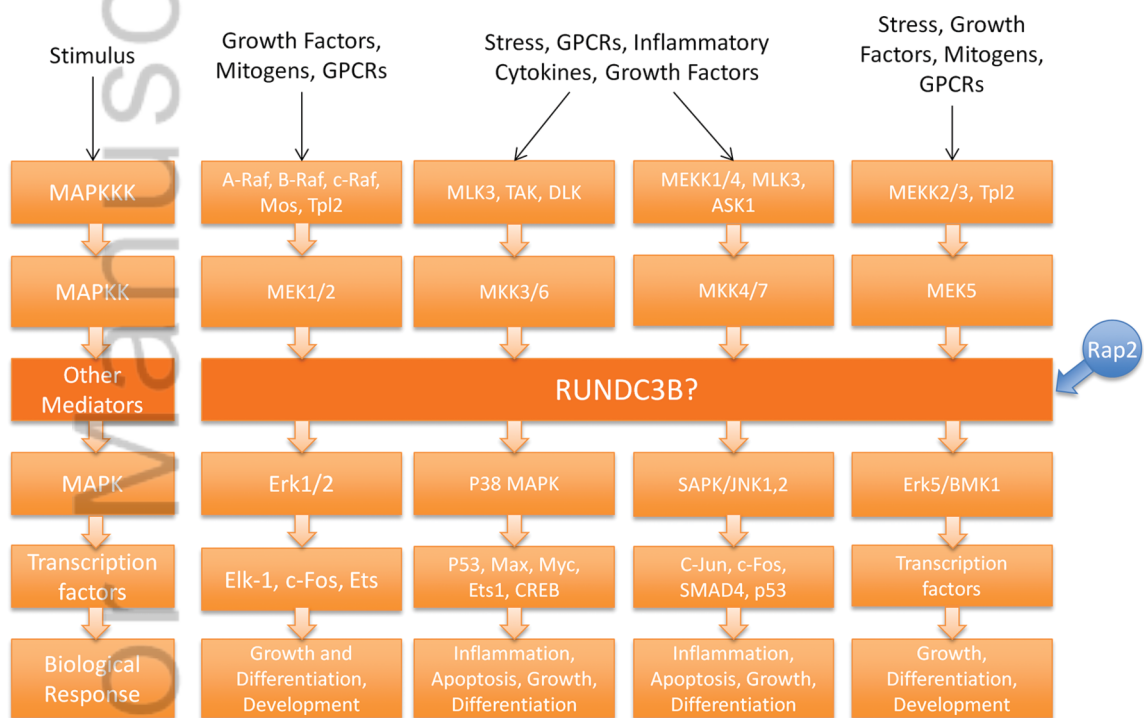 Stimulus
Growth Factors,
Mitogens, GPCRs
Stress, GPCRs, Inflammatory
Cytokines, Growth Factors
Stress, Growth
Factors, Mitogens,
GPCRs
MAPKKK
A-Raf, B-Raf, c-Raf,
Mos, Tpl2
MLK3, TAK, DLK
MEKK1/4, MLK3,
ASK1
MEKK2/3, Tpl2
MAPKK
MEK1/2
MKK3/6
MKK4/7
MEK5
Rap2
Other
Mediators
RUNDC3B?
MAPK
Erk1/2
P38 MAPK
SAPK/JNK1,2
Erk5/BMK1
Transcription
factors
Elk-1, c-Fos, Ets
P53, Max, Myc,
Ets1, CREB
C-Jun, c-Fos,
SMAD4, p53
Transcription
factors
Biological
Response
Growth and
Differentiation,
Development
Inflammation,
Apoptosis, Growth,
Differentiation
Inflammation,
Apoptosis, Growth,
Differentiation
Growth,
Differentiation,
Development
or Manusc